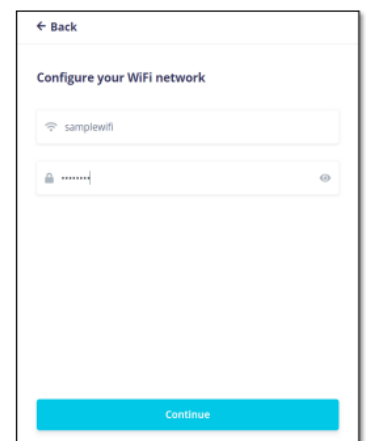 ← Back
Configure your WiFi network
samplewifi
••••••••
Continue